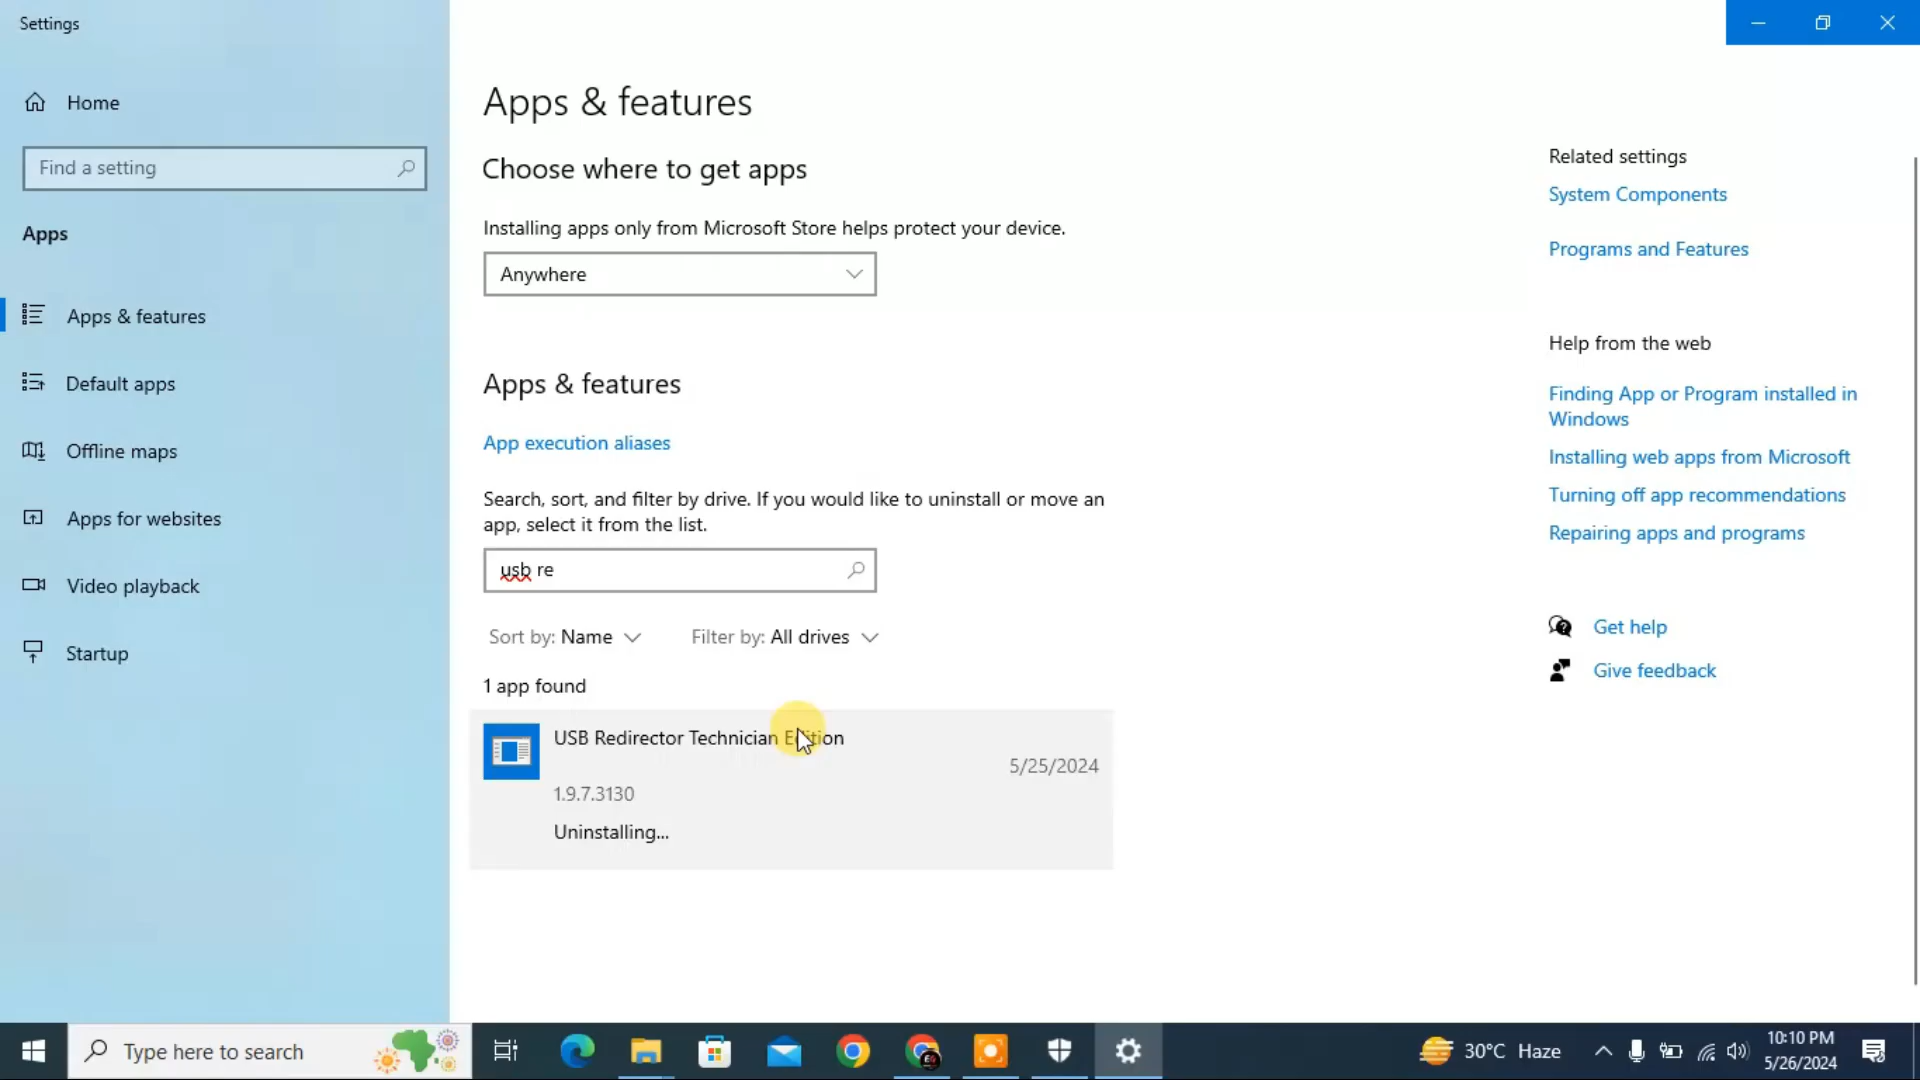 Settings
Home
Find a setting
Apps
Apps & features
Default apps
Offline maps
Apps for websites
Video playback
Startup
Apps & features
Choose where to get apps
Installing apps only from Microsoft Store helps protect your device.
Anywhere
Apps & features
App execution aliases
Search, sort, and filter by drive. If you would like to uninstall or move an
app, select it from the list.
usb re
Sort by: Name
Filter by: All drives
1 app found
USB Redirector Technician Edition
5/25/2024
1.9.7.3130
Uninstalling...
Related settings
System Components
Programs and Features
Help from the web
Finding App or Program installed in
Windows
Installing web apps from Microsoft
Turning off app recommendations
Repairing apps and programs
Get help
Give feedback
Type here to search
30°C Haze
10:10 PM
5/26/2024